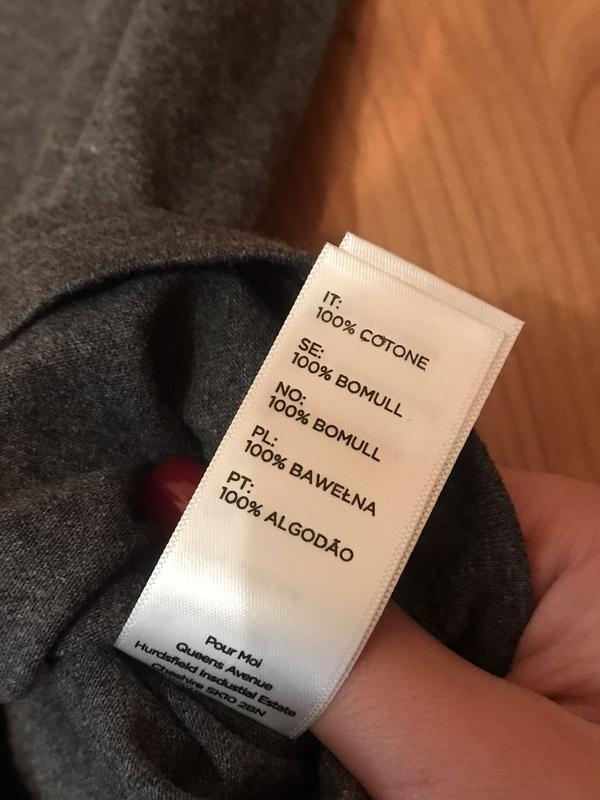 IT:
100% COTONE
SE:
100% BOMULL
NO:
100% BOMULL
PL:
100% BAWEŁNA
PT:
100% ALGODÃO
Pour Moi
Queens Avenue
Hurdsfield Insdustial Estate
Cheshire SK10 2BN